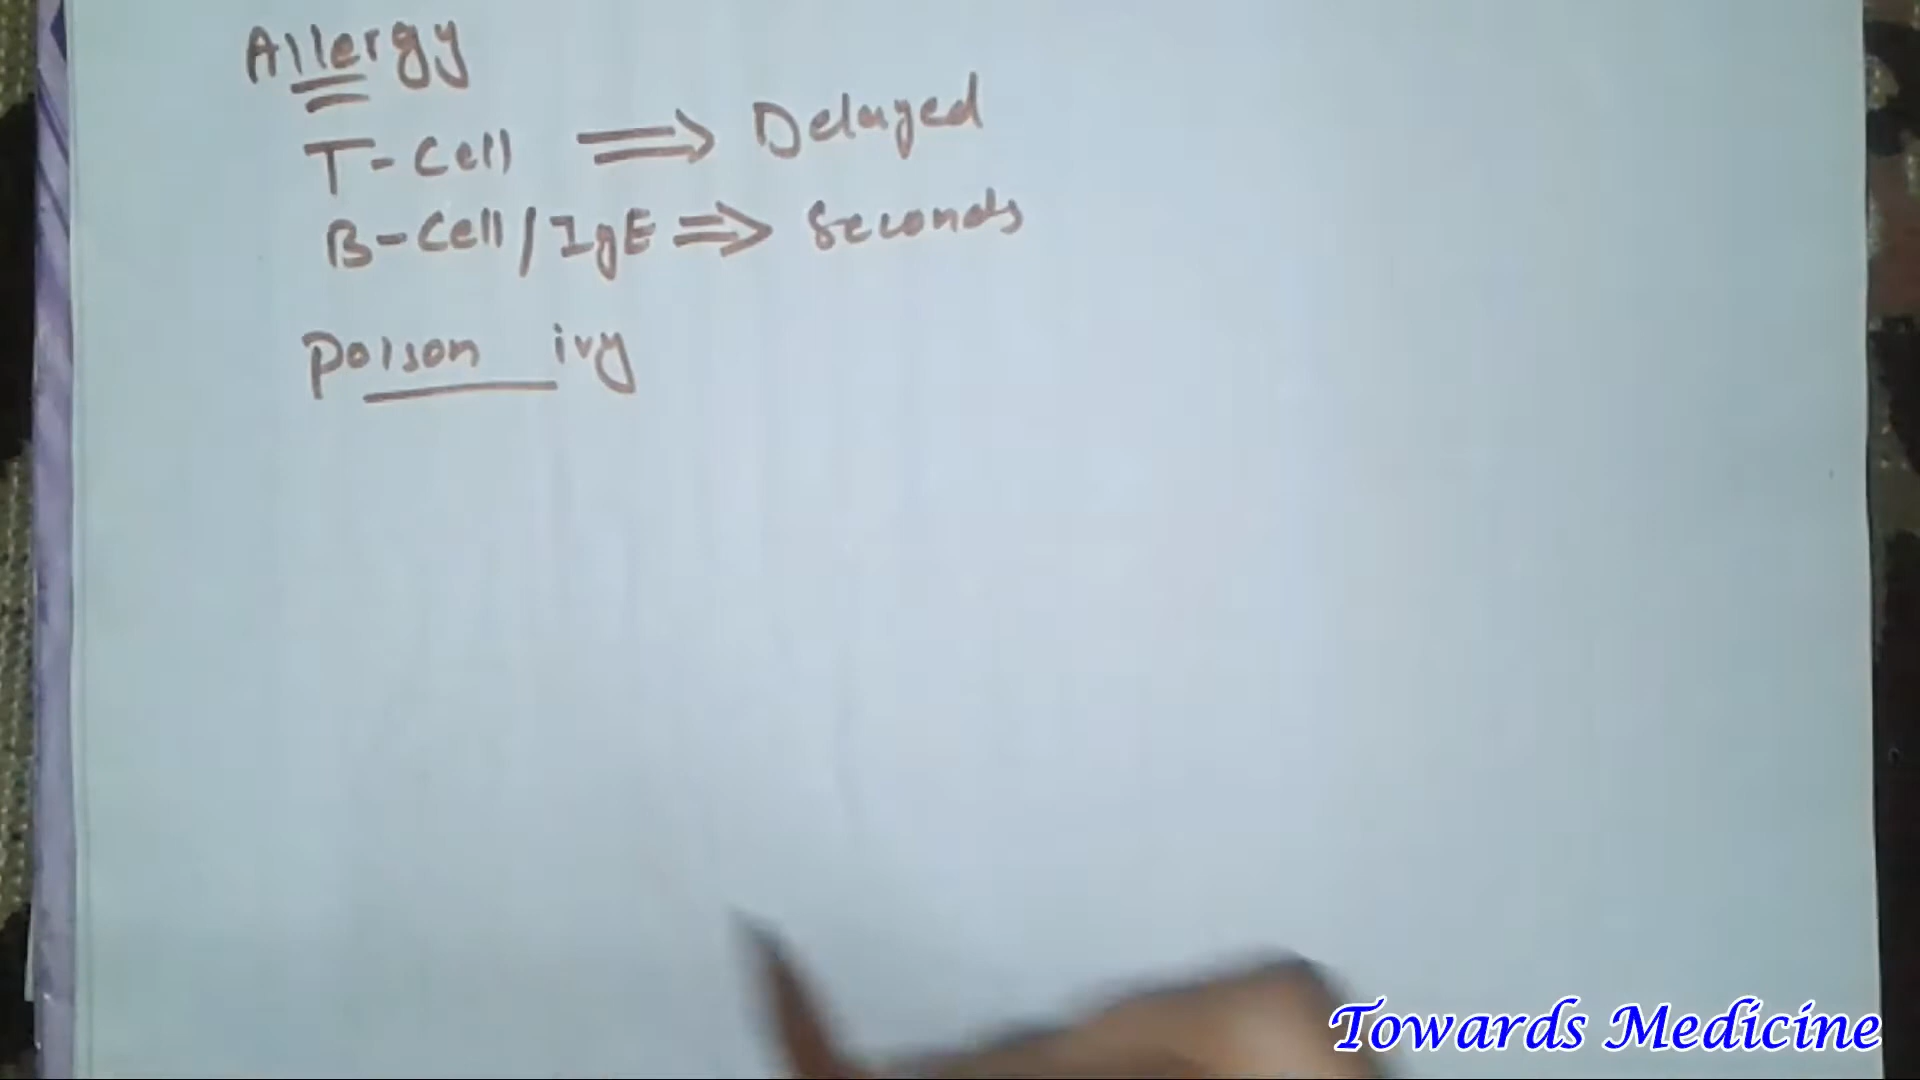 Allergy
T-Cell ⇒ Delayed
B-Cell/IgE ⇒ Seconds
Poison ivy
Towards Medicine